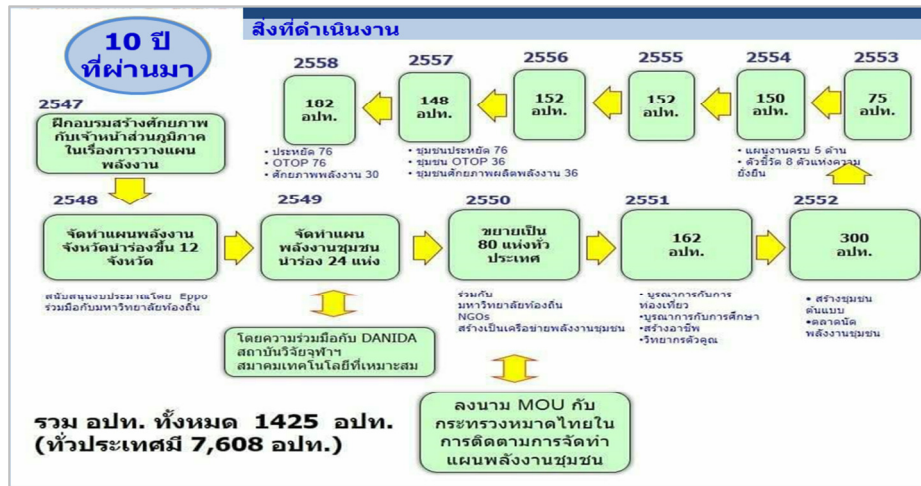 10 ปี
ที่ผ่านมา
สิ่งที่ดำเนินงาน
2547
ฝึกอบรมสร้างศักยภาพ
กับเจ้าหน้าส่วนภูมิภาค
ในเรื่องการวางแผน
พลังงาน
2558
182
อปท.
• ประหยัด 76
• OTOP 76
• ศักยภาพพลังงาน 30
2557
148
อปท.
• ชุมชนประหยัด 76
• ชุมชน OTOP 36
• ชุมชนศักยภาพผลิตพลังงาน 36
2556
152
อปท.
2555
152
อปท.
2554
150
อปท.
• แผนงานครบ 5 ด้าน
• ตัวชี้วัด 8 ตัวแห่งความ
ยั่งยืน
2553
75
อปท.
2548
จัดทำแผนพลังงาน
จังหวัดนำร่องขึ้น 12
จังหวัด
สนับสนุนงบประมาณโดย Eppo
ร่วมมือกับมหาวิทยาลัยท้องถิ่น
2549
จัดทำแผน
พลังงานชุมชน
นำร่อง 24 แห่ง
โดยความร่วมมือกับ DANIDA
สถาบันวิจัยจุฬาฯ
สมาคมเทคโนโลยีที่เหมาะสม
2550
ขยายเป็น
80 แห่งทั่ว
ประเทศ
ร่วมกับ
มหาวิทยาลัยท้องถิ่น
NGOs
สร้างเป็นเครือข่ายพลังงานชุมชน
ลงนาม MOU กับ
กระทรวงหมาดไทยใน
การติดตามการจัดทำ
แผนพลังงานชุมชน
2551
162
อปท.
• บูรณาการกับการ
ท่องเที่ยว
•บูรณาการกับการศึกษา
•สร้างอาชีพ
•วิทยากรตัวคูณ
2552
300
อปท.
• สร้างชุมชน
ต้นแบบ
•ตลาดนัด
พลังงานชุมชน
รวม อปท. ทั้งหมด 1425 อปท.
(ทั่วประเทศมี 7,608 อปท.)